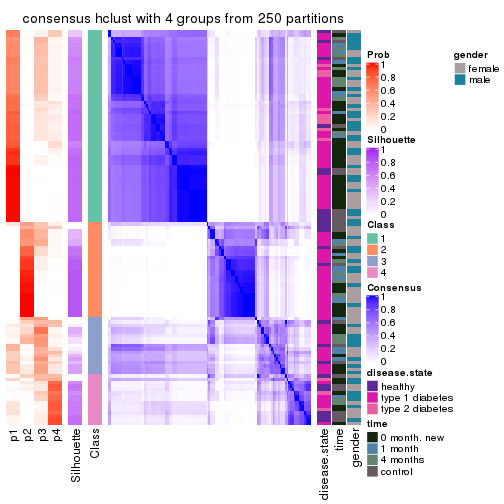 consensus hclust with 4 groups from 250 partitions
p1
p2
p3
p4
Silhouette
Class
disease.state
time
gender
Prob
1
0.8
0.6
0.4
0.2
0
Silhouette
1
0.8
0.6
0.4
0.2
0
Class
1
2
3
4
Consensus
1
0.8
0.6
0.4
0.2
0
disease.state
healthy
type 1 diabetes
type 2 diabetes
time
0 month. new
1 month
4 months
control
gender
female
male